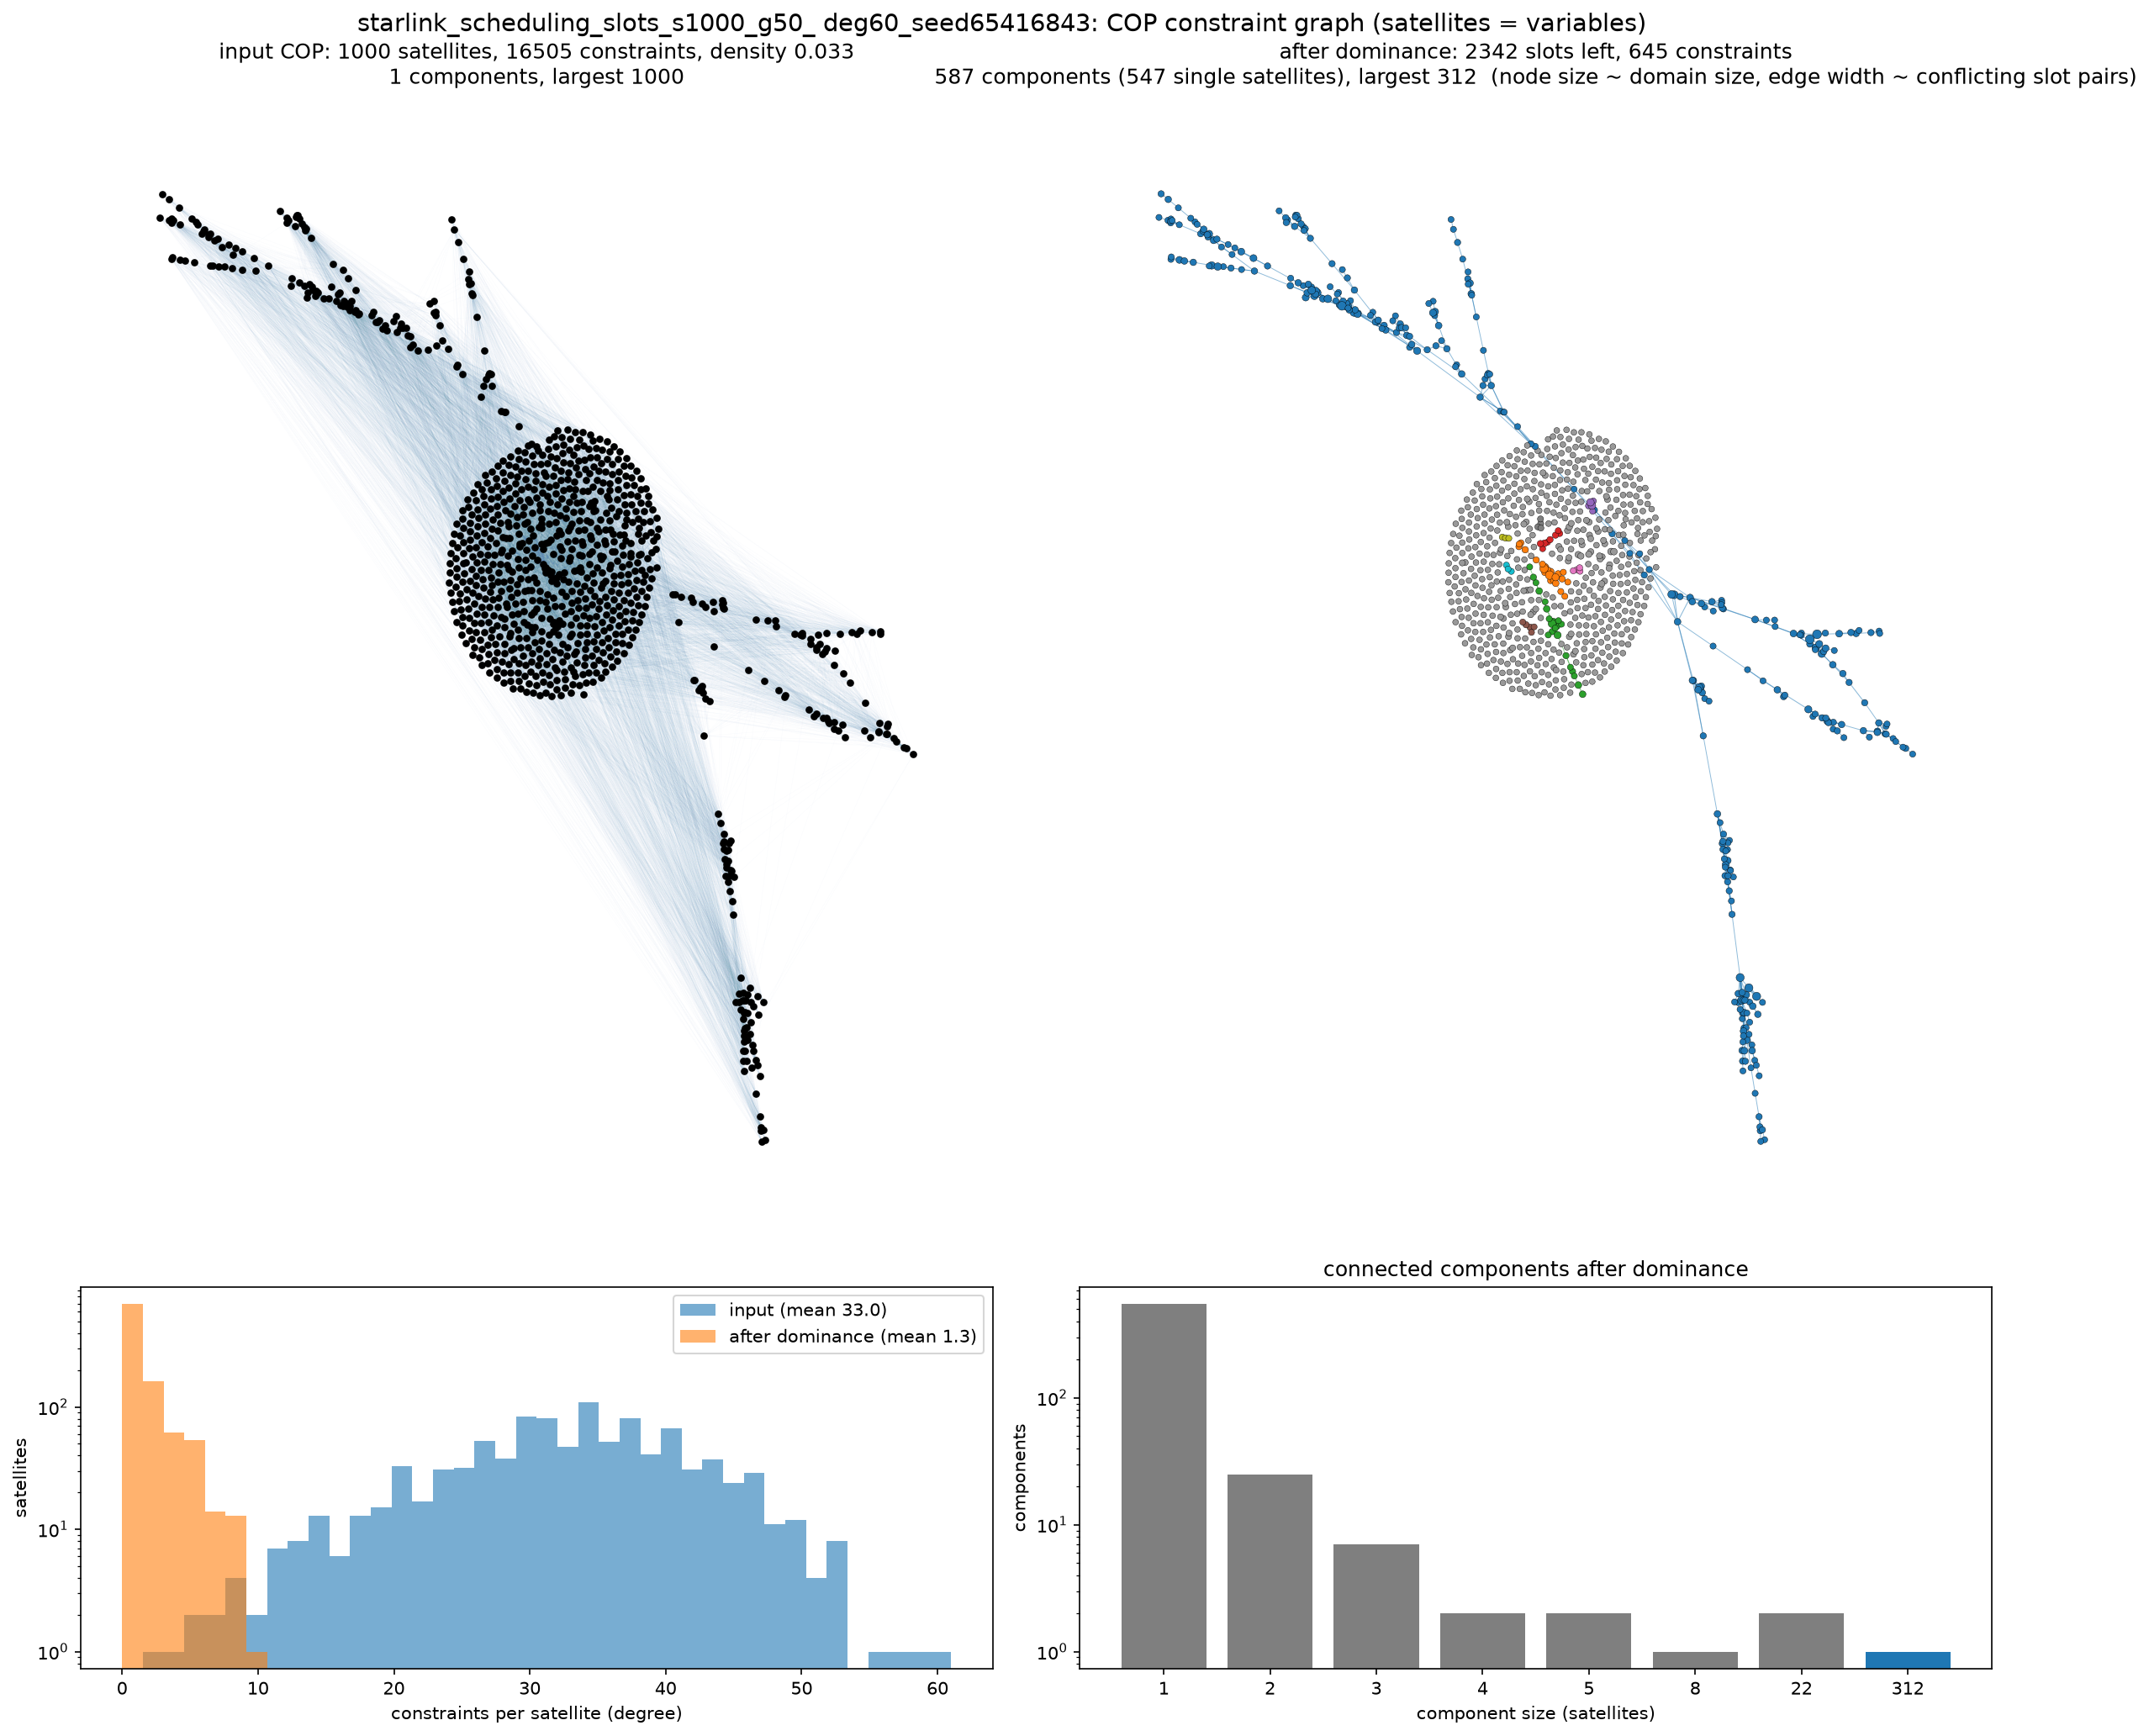 starlink_scheduling_slots_s1000_g50_ deg60_seed65416843: COP constraint graph (satellites = variables)
input COP: 1000 satellites, 16505 constraints, density 0.033
1 components, largest 1000
after dominance: 2342 slots left, 645 constraints
587 components (547 single satellites), largest 312  (node size ~ domain size, edge width ~ conflicting slot pairs)
input (mean 33.0)
after dominance (mean 1.3)
satellites
10²
10¹
10⁰
0 10 20 30 40 50 60
constraints per satellite (degree)
connected components after dominance
components
10²
10¹
10⁰
1 2 3 4 5 8 22 312
component size (satellites)